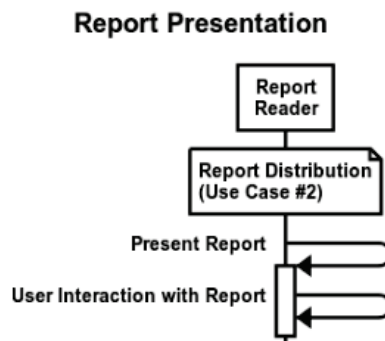 Report Presentation
Report
Reader
Report Distribution
(Use Case #2)
Present Report
User Interaction with Report